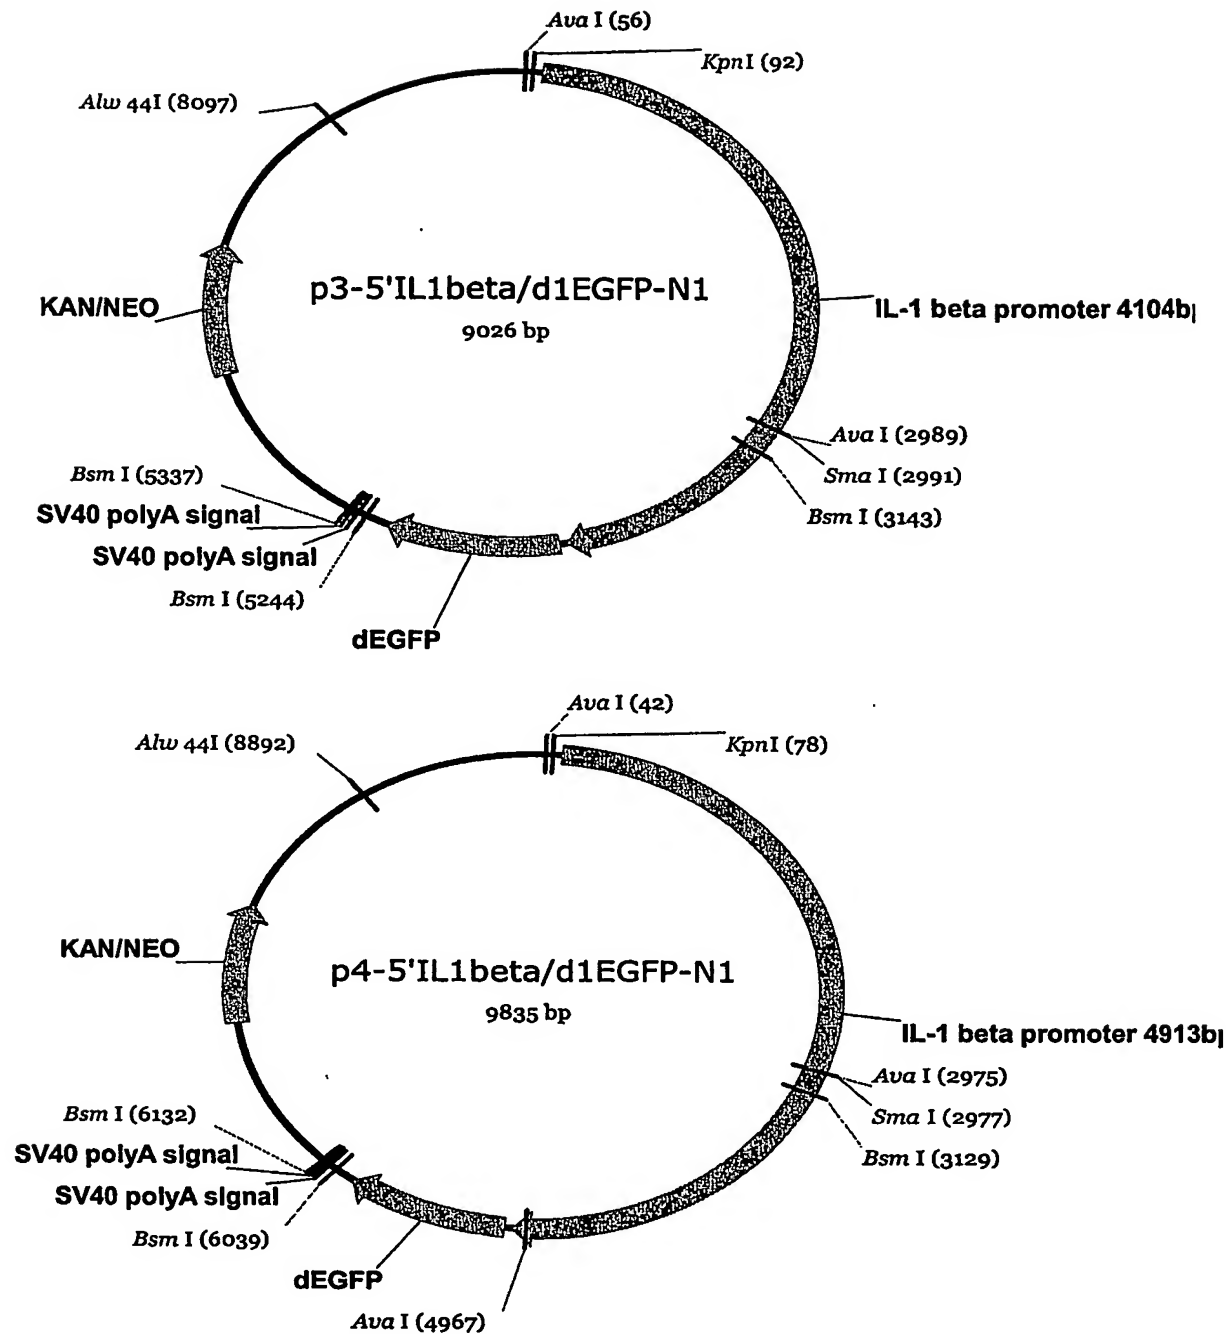 Ava I (56)
KpnI (92)
Alw 44I (8097)
p3-5'IL1beta/d1EGFP-N1
9026 bp
KAN/NEO
IL-1 beta promoter 4104b
Ava I (2989)
Sma I (2991)
Bsm I (3143)
Bsm I (5337)
SV40 polyA signal
SV40 polyA signal
Bsm I (5244)
dEGFP
Ava I (42)
KpnI (78)
Alw 44I (8892)
KAN/NEO
p4-5'IL1beta/d1EGFP-N1
9835 bp
IL-1 beta promoter 4913b
Ava I (2975)
Sma I (2977)
Bsm I (3129)
Bsm I (6132)
SV40 polyA signal
SV40 polyA signal
Bsm I (6039)
dEGFP
Ava I (4967)